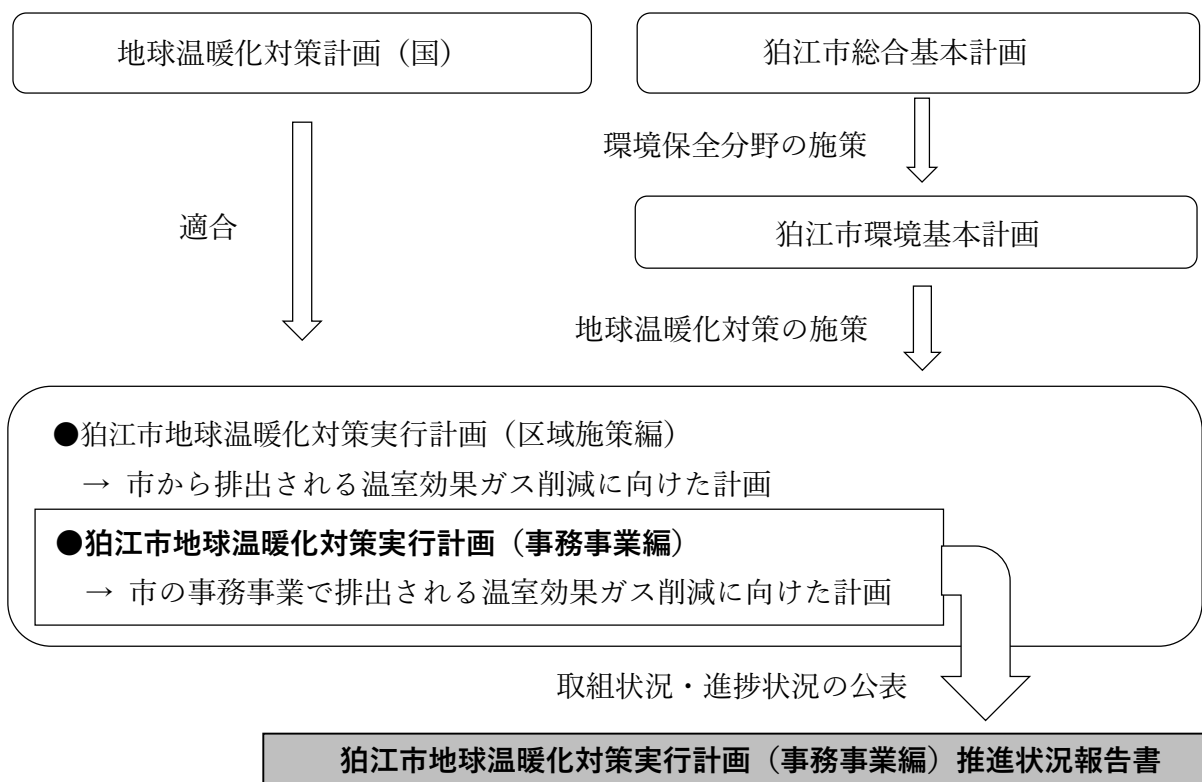 地球温暖化対策計画（国）
狛江市総合基本計画
環境保全分野の施策
適合
狛江市環境基本計画
地球温暖化対策の施策
●狛江市地球温暖化対策実行計画（区域施策編）
→ 市から排出される温室効果ガス削減に向けた計画
●狛江市地球温暖化対策実行計画（事務事業編）
→ 市の事務事業で排出される温室効果ガス削減に向けた計画
取組状況・進捗状況の公表
狛江市地球温暖化対策実行計画（事務事業編）推進状況報告書